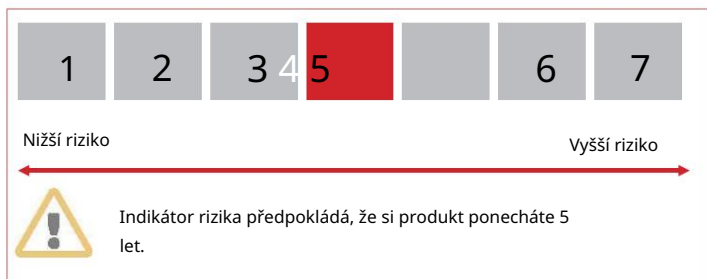 1 2 3 4 5 6 7
Nižší riziko
Vyšší riziko
Indikátor rizika předpokládá, že si produkt ponecháte 5
let.